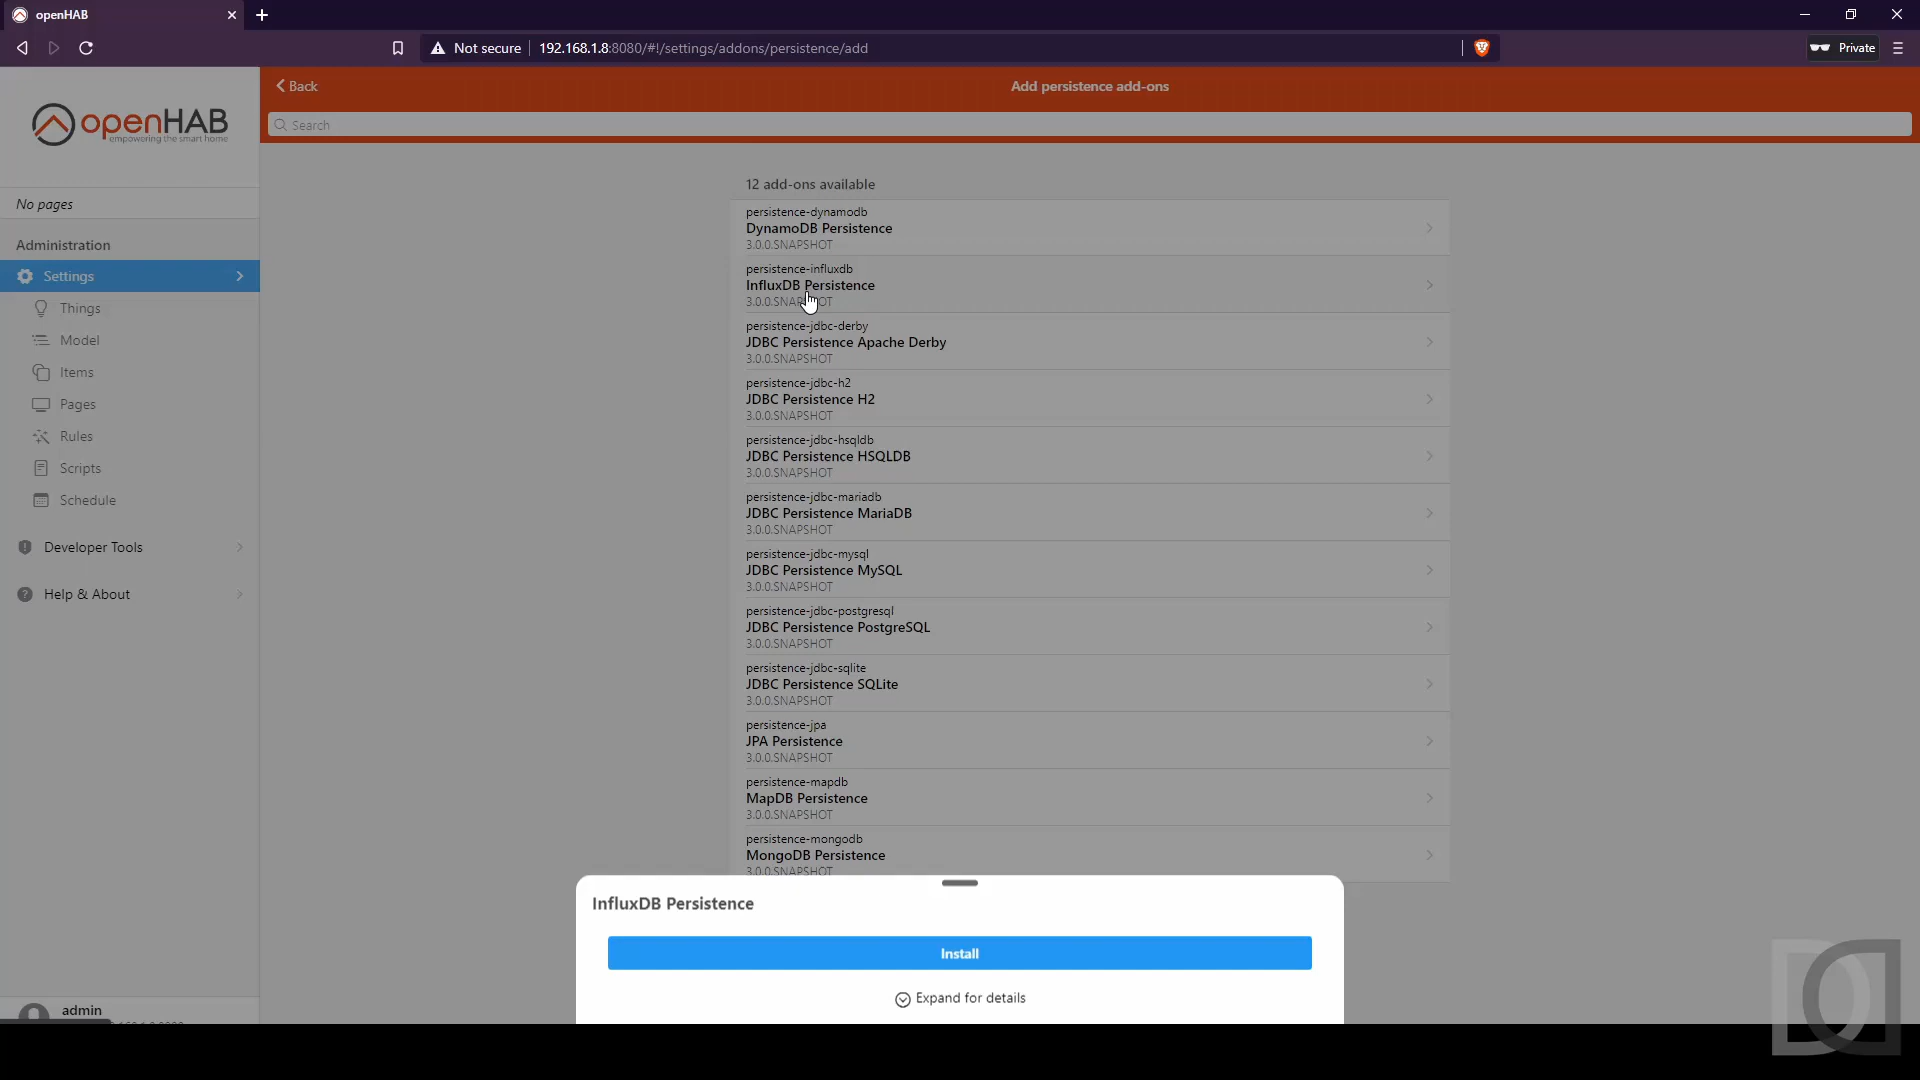 openHAB
Not secure
192.168.1.8:8080/#!/settings/addons/persistence/add
Private
openHAB
empowering the smart home
Back
Add persistence add-ons
Search
No pages
Administration
Settings
Things
Model
Items
Pages
Rules
Scripts
Schedule
Developer Tools
Help & About
admin
12 add-ons available
persistence-dynamodb
DynamoDB Persistence
3.0.0.SNAPSHOT
persistence-influxdb
InfluxDB Persistence
3.0.0.SNAPSHOT
persistence-jdbc-derby
JDBC Persistence Apache Derby
3.0.0.SNAPSHOT
persistence-jdbc-h2
JDBC Persistence H2
3.0.0.SNAPSHOT
persistence-jdbc-hsqldb
JDBC Persistence HSQLDB
3.0.0.SNAPSHOT
persistence-jdbc-mariadb
JDBC Persistence MariaDB
3.0.0.SNAPSHOT
persistence-jdbc-mysql
JDBC Persistence MySQL
3.0.0.SNAPSHOT
persistence-jdbc-postgresql
JDBC Persistence PostgreSQL
3.0.0.SNAPSHOT
persistence-jdbc-sqlite
JDBC Persistence SQLite
3.0.0.SNAPSHOT
persistence-jpa
JPA Persistence
3.0.0.SNAPSHOT
persistence-mapdb
MapDB Persistence
3.0.0.SNAPSHOT
persistence-mongodb
MongoDB Persistence
3.0.0.SNAPSHOT
InfluxDB Persistence
Install
Expand for details